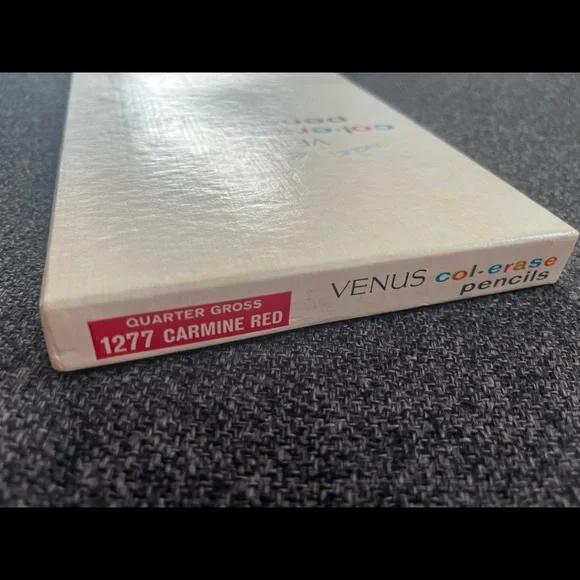 QUARTER GROSS
1277 CARMINE RED
VENUS col-erase
pencils